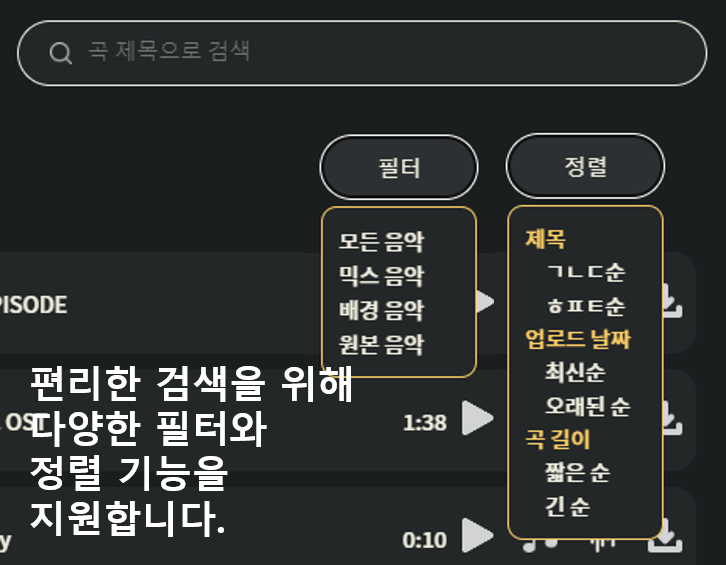 곡 제목으로 검색
필터
정렬
모든 음악
믹스 음악
배경 음악
원본 음악
제목
ㄱㄴㄷ순
ㅎㅍㅌ순
업로드 날짜
최신순
오래된 순
곡 길이
짧은 순
긴 순
PISODE
OST
1:38
y
0:10
편리한 검색을 위해
다양한 필터와
정렬 기능을
지원합니다.